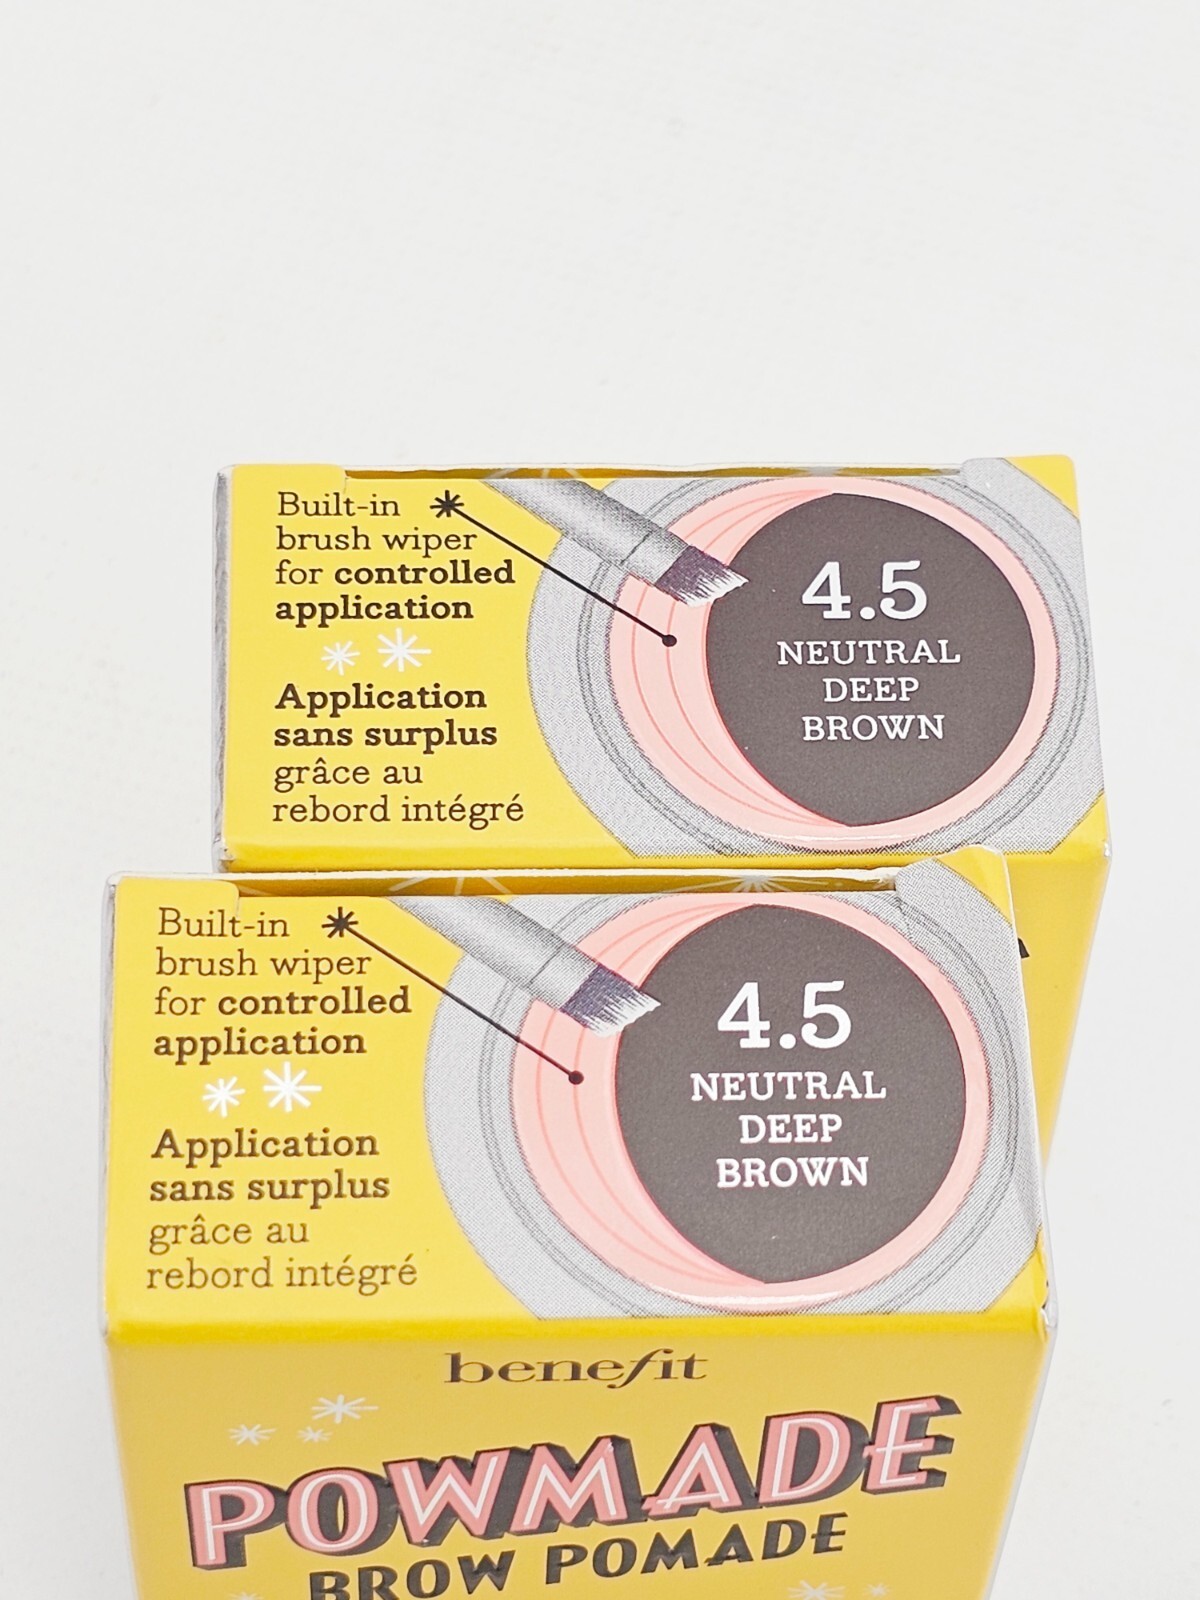 Built-in
brush wiper
for controlled
application
Application
sans surplus
grâce au
rebord intégré
4.5
NEUTRAL
DEEP
BROWN
Built-in
brush wiper
for controlled
application
Application
sans surplus
grâce au
rebord intégré
4.5
NEUTRAL
DEEP
BROWN
benefit
POWMADE
BROW POMADE